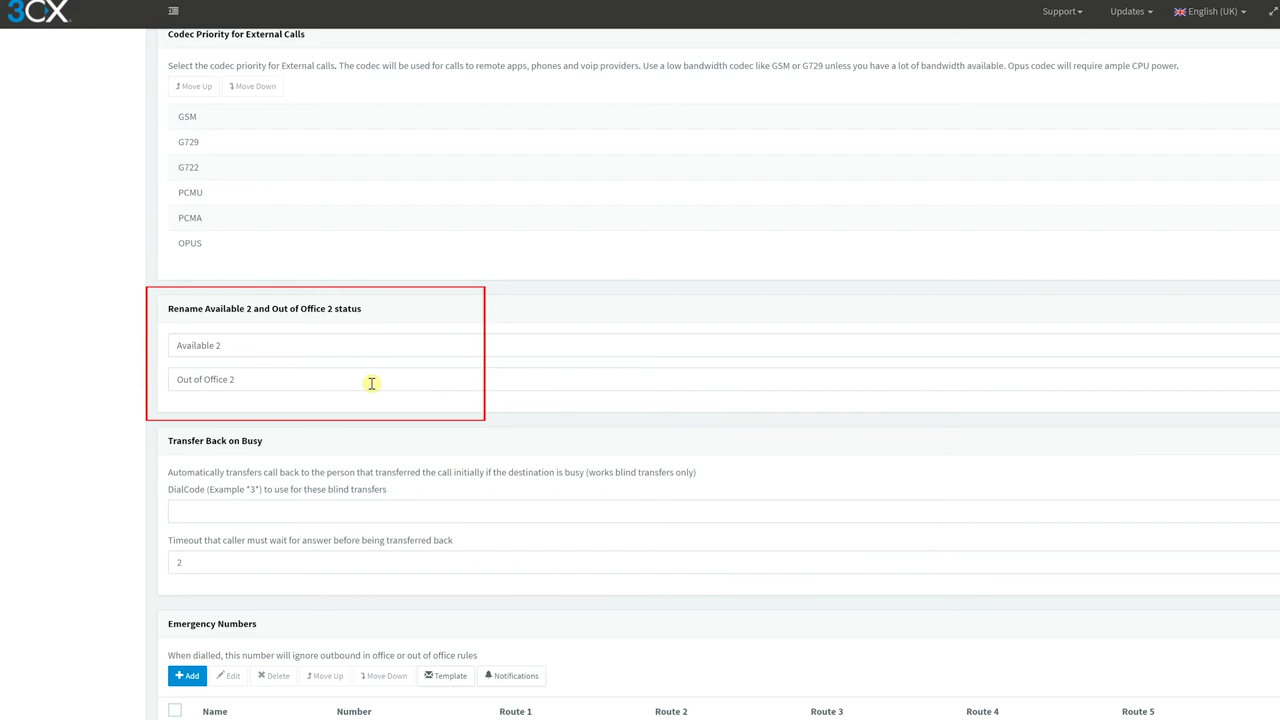 3CX
Support
Updates
English (UK)
Codec Priority for External Calls
Select the codec priority for External calls. The codec will be used for calls to remote apps, phones and voip providers. Use a low bandwidth codec like GSM or G729 unless you have a lot of bandwidth available. Opus codec will require ample CPU power.
Move Up
Move Down
GSM
G729
G722
PCMU
PCMA
OPUS
Rename Available 2 and Out of Office 2 status
Available 2
Out of Office 2
Transfer Back on Busy
Automatically transfers call back to the person that transferred the call initially if the destination is busy (works blind transfers only)
DialCode (Example *3*) to use for these blind transfers
Timeout that caller must wait for answer before being transferred back
2
Emergency Numbers
When dialled, this number will ignore outbound in office or out of office rules
Add
Edit
Delete
Move Up
Move Down
Template
Notifications
Name
Number
Route 1
Route 2
Route 3
Route 4
Route 5